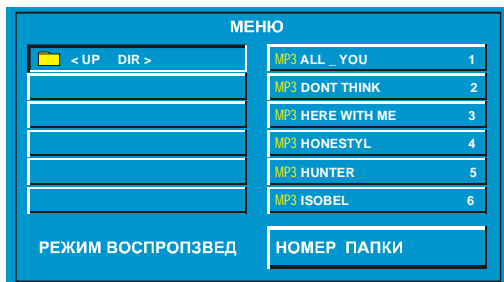 МЕНЮ
< UP DIR >
MP3 ALL _ YOU 1
MP3 DONT THINK 2
MP3 HERE WITH ME 3
MP3 HONESTYL 4
MP3 HUNTER 5
MP3 ISOBEL 6
РЕЖИМ ВОСПРОПЗВЕД
НОМЕР ПАПКИ